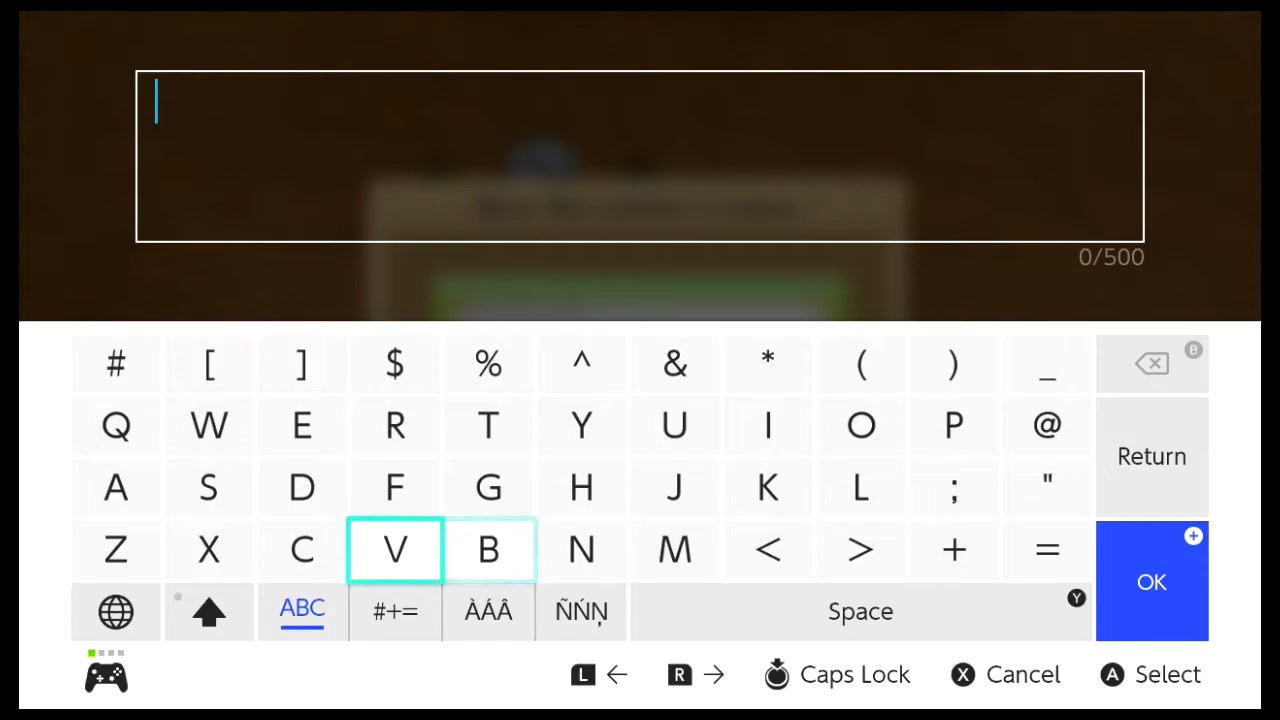 0/500
# [ ] $ % ^ & * ( ) _ B
Q W E R T Y U I O P @ Return
A S D F G H J K L ; "
Z X C V B N M < > + = OK +
ABC #+= ÀÁÂ ÑŃŅ Space Y
L ← R → Caps Lock X Cancel A Select